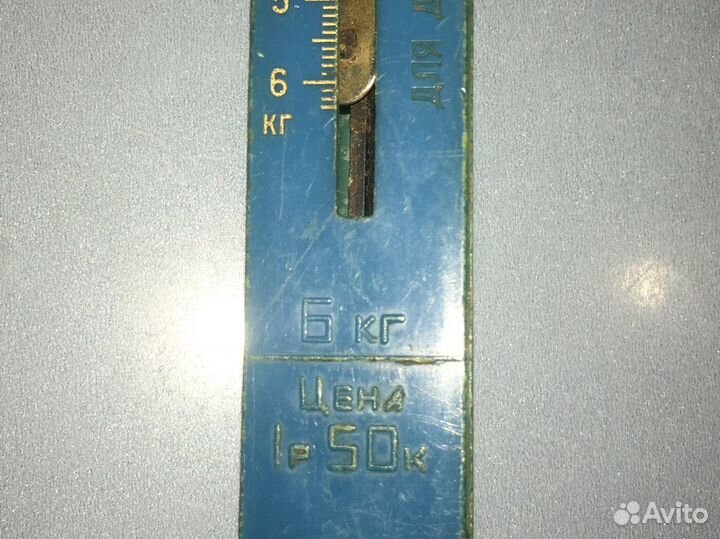 5
6
кг
для
6 кг
Цена
1р 50к
Avito